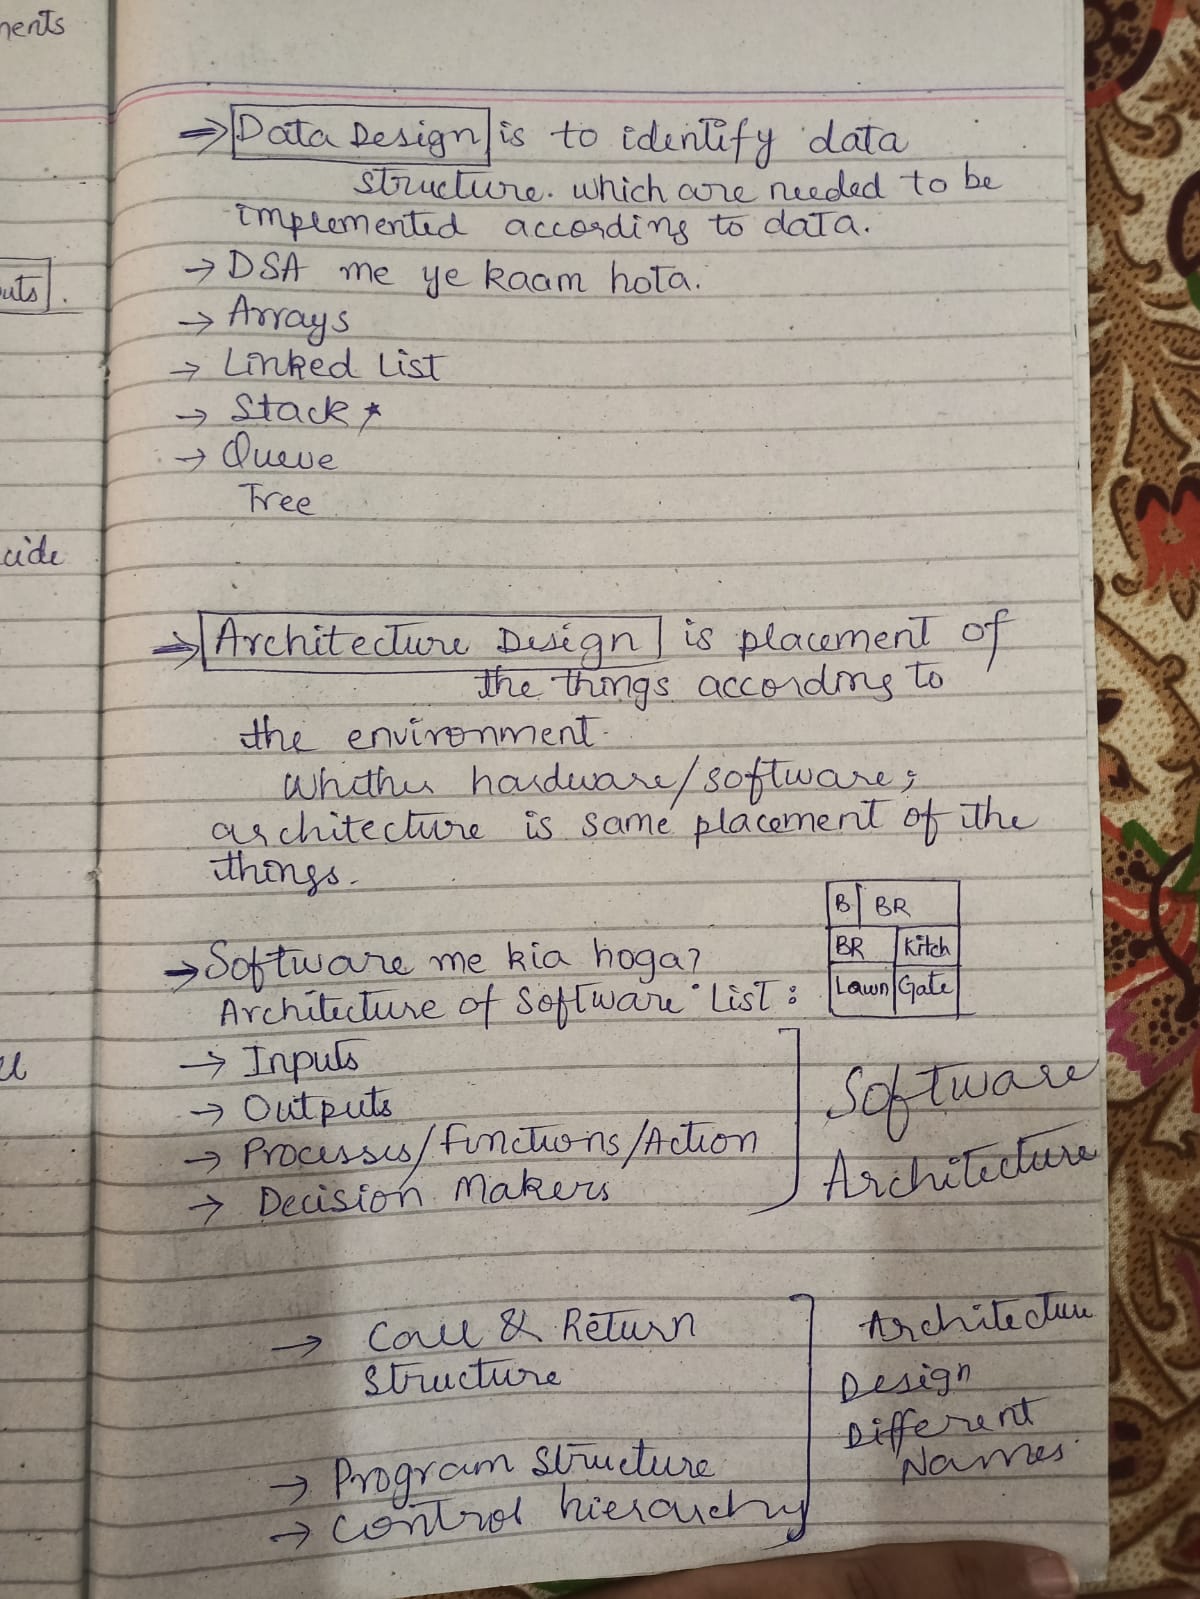 ments
⇒ Data Design is to identify data
structure. which are needed to be
implemented according to data.
→ DSA me ye kaam hota.
→ Arrays
→ Linked List
→ Stack ★
→ Queue
Tree
cide
⇒ Architecture Design is placement of
the things according to
the environment.
Whether hardware/software;
architecture is same placement of the
things.
B BR
BR Kitch
Lawn Gate
→ Software me kia hoga?
Architecture of Software List :
→ Inputs
→ Outputs
→ Processes/Functions/Action
→ Decision Makers
Software
Architecture
→ Call & Return
Structure
→ Program Structure
→ Control hierarchy
Architecture
Design
Different
Names.